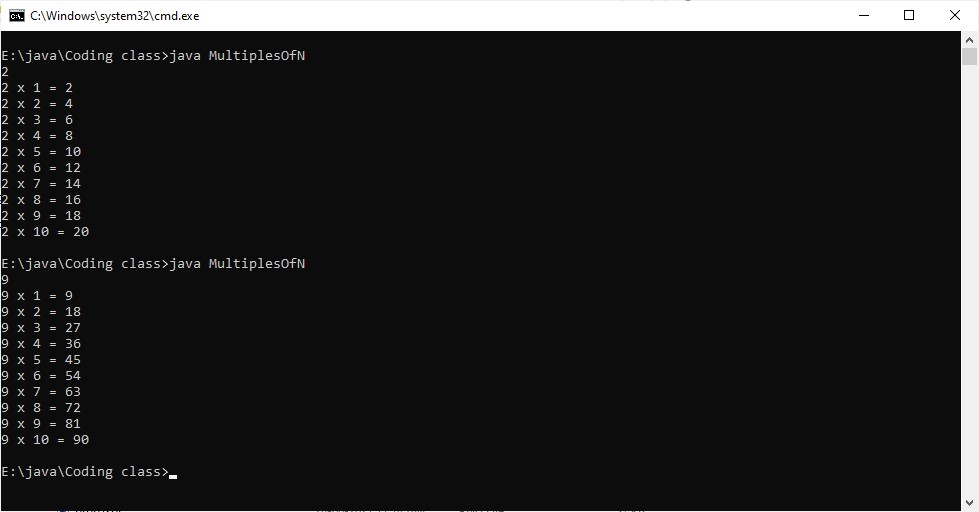 C:\Windows\system32\cmd.exe
E:\java\Coding class>java MultiplesOfN
2
2 x 1 = 2
2 x 2 = 4
2 x 3 = 6
2 x 4 = 8
2 x 5 = 10
2 x 6 = 12
2 x 7 = 14
2 x 8 = 16
2 x 9 = 18
2 x 10 = 20
E:\java\Coding class>java MultiplesOfN
9
9 x 1 = 9
9 x 2 = 18
9 x 3 = 27
9 x 4 = 36
9 x 5 = 45
9 x 6 = 54
9 x 7 = 63
9 x 8 = 72
9 x 9 = 81
9 x 10 = 90
E:\java\Coding class>